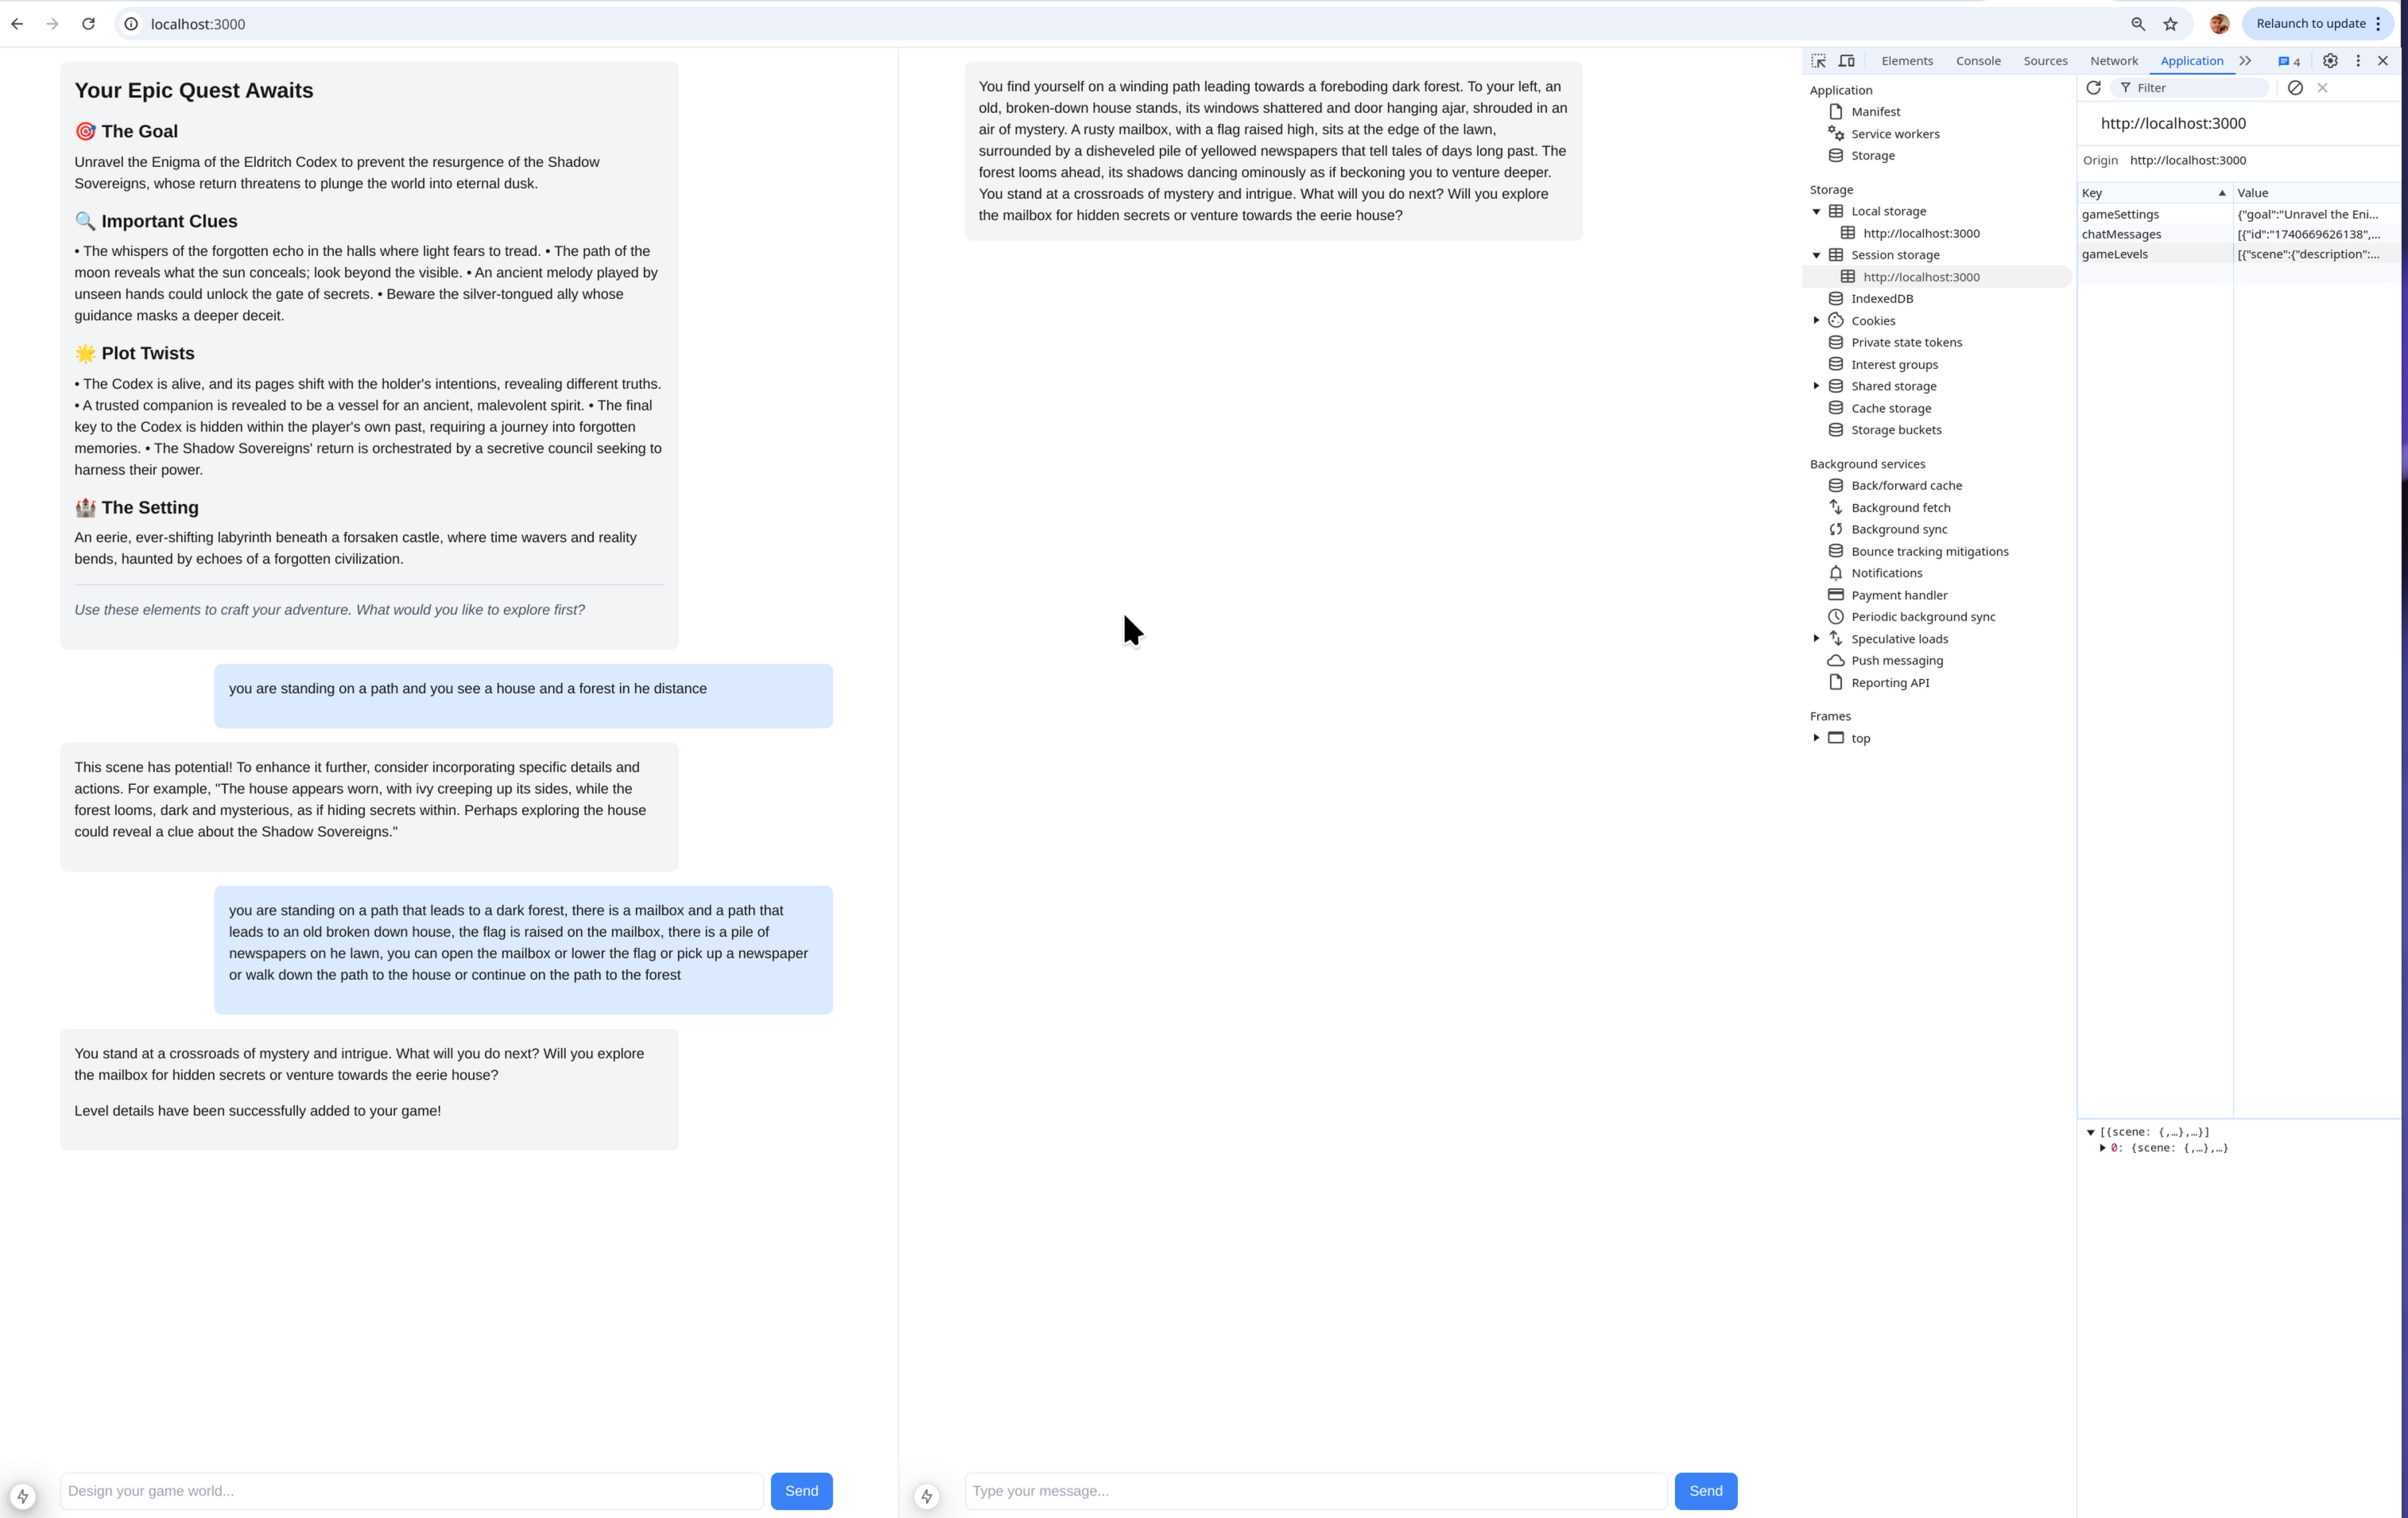 localhost:3000
Relaunch to update
Your Epic Quest Awaits
🎯 The Goal
Unravel the Enigma of the Eldritch Codex to prevent the resurgence of the Shadow
Sovereigns, whose return threatens to plunge the world into eternal dusk.
🔍 Important Clues
• The whispers of the forgotten echo in the halls where light fears to tread. • The path of the
moon reveals what the sun conceals; look beyond the visible. • An ancient melody played by
unseen hands could unlock the gate of secrets. • Beware the silver-tongued ally whose
guidance masks a deeper deceit.
🌟 Plot Twists
• The Codex is alive, and its pages shift with the holder's intentions, revealing different truths.
• A trusted companion is revealed to be a vessel for an ancient, malevolent spirit. • The final
key to the Codex is hidden within the player's own past, requiring a journey into forgotten
memories. • The Shadow Sovereigns' return is orchestrated by a secretive council seeking to
harness their power.
🏰 The Setting
An eerie, ever-shifting labyrinth beneath a forsaken castle, where time wavers and reality
bends, haunted by echoes of a forgotten civilization.
Use these elements to craft your adventure. What would you like to explore first?
you are standing on a path and you see a house and a forest in he distance
This scene has potential! To enhance it further, consider incorporating specific details and
actions. For example, "The house appears worn, with ivy creeping up its sides, while the
forest looms, dark and mysterious, as if hiding secrets within. Perhaps exploring the house
could reveal a clue about the Shadow Sovereigns."
you are standing on a path that leads to a dark forest, there is a mailbox and a path that
leads to an old broken down house, the flag is raised on the mailbox, there is a pile of
newspapers on he lawn, you can open the mailbox or lower the flag or pick up a newspaper
or walk down the path to the house or continue on the path to the forest
You stand at a crossroads of mystery and intrigue. What will you do next? Will you explore
the mailbox for hidden secrets or venture towards the eerie house?
Level details have been successfully added to your game!
Design your game world...
Send
You find yourself on a winding path leading towards a foreboding dark forest. To your left, an
old, broken-down house stands, its windows shattered and door hanging ajar, shrouded in an
air of mystery. A rusty mailbox, with a flag raised high, sits at the edge of the lawn,
surrounded by a disheveled pile of yellowed newspapers that tell tales of days long past. The
forest looms ahead, its shadows dancing ominously as if beckoning you to venture deeper.
You stand at a crossroads of mystery and intrigue. What will you do next? Will you explore
the mailbox for hidden secrets or venture towards the eerie house?
Type your message...
Send
Elements
Console
Sources
Network
Application
4
Application
Manifest
Service workers
Storage
Storage
Local storage
http://localhost:3000
Session storage
http://localhost:3000
IndexedDB
Cookies
Private state tokens
Interest groups
Shared storage
Cache storage
Storage buckets
Background services
Back/forward cache
Background fetch
Background sync
Bounce tracking mitigations
Notifications
Payment handler
Periodic background sync
Speculative loads
Push messaging
Reporting API
Frames
top
Filter
http://localhost:3000
Origin http://localhost:3000
Key Value
gameSettings {"goal":"Unravel the Eni...
chatMessages [{"id":"1740669626138",...
gameLevels [{"scene":{"description":...
[{scene: {,…},…}]
0: {scene: {,…},…}